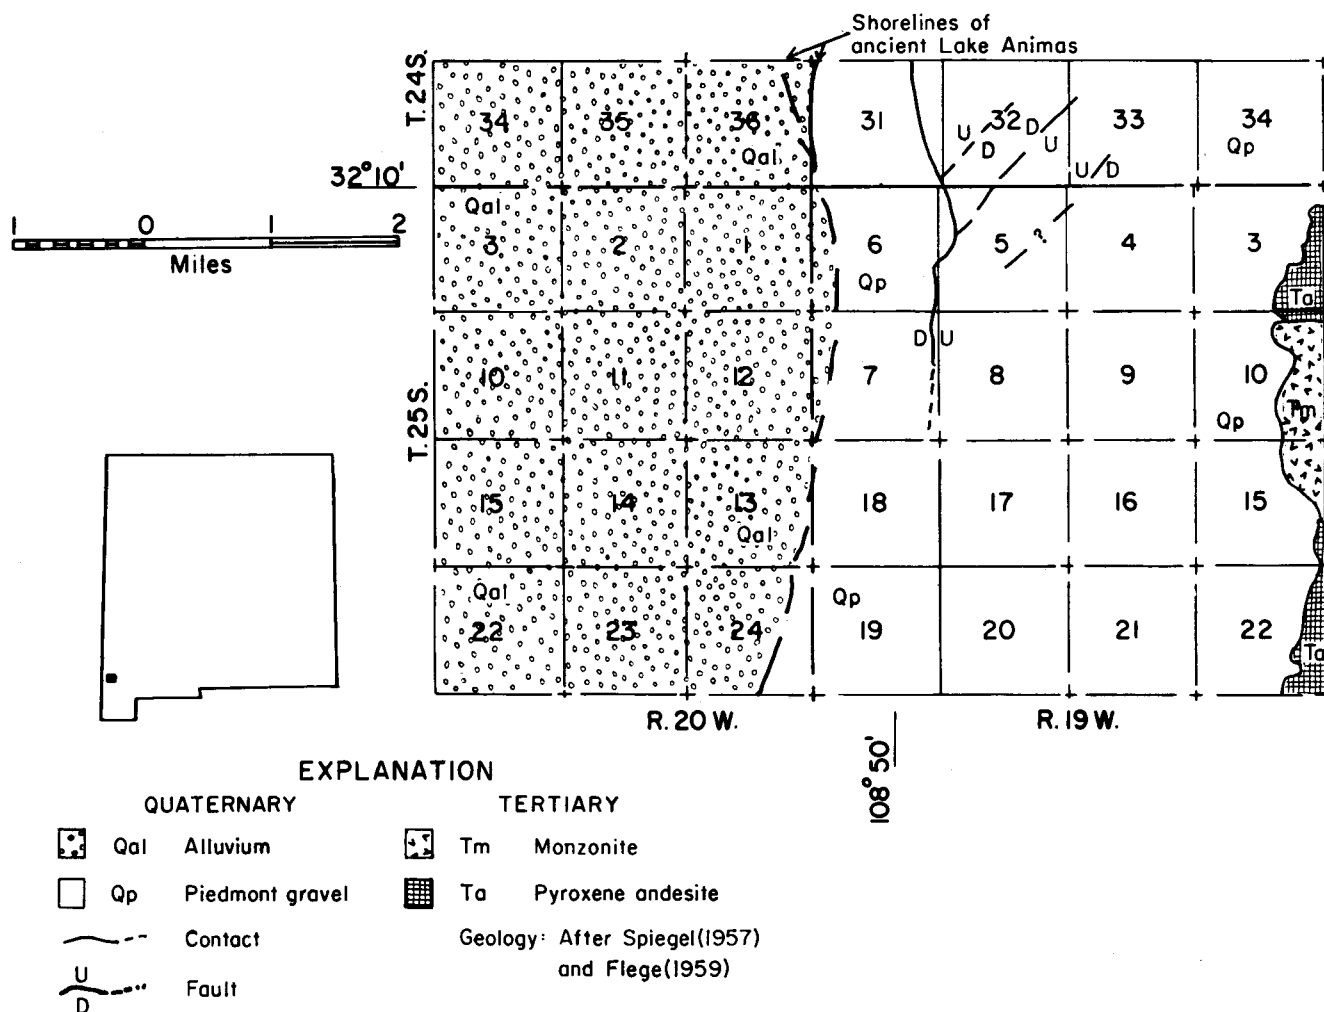 Shorelines of
ancient Lake Animas
T. 24 S.
34 35 36 31 32 33 34
U D U
D
Qal Qp
U/D
32°10'
Qal
1 0 1 2
Miles
3 2 1 6 5 ? 4 3
Qp
Ta
D U
T. 25 S.
10 11 12 7 8 9 10
Tm
Qp
15 14 13 18 17 16 15
Qal
Qal Qp
22 23 24 19 20 21 22
Ta
R. 20 W. R. 19 W.
108° 50'
EXPLANATION
QUATERNARY TERTIARY
Qal Alluvium Tm Monzonite
Qp Piedmont gravel Ta Pyroxene andesite
Contact Geology: After Spiegel(1957)
and Flege(1959)
U
Fault
D